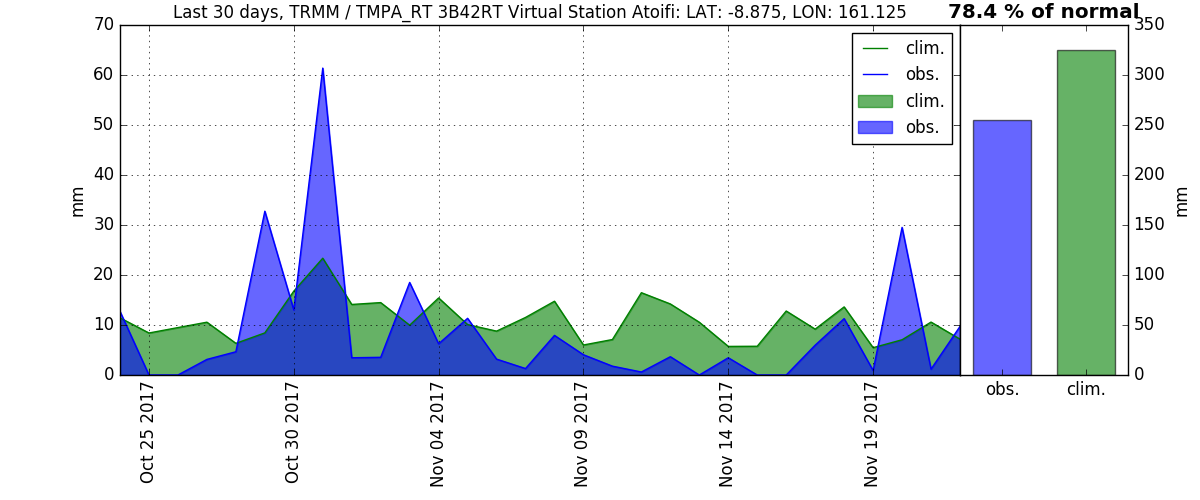 Last 30 days, TRMM / TMPA_RT 3B42RT Virtual Station Atoifi: LAT: -8.875, LON: 161.125
78.4 % of normal
70
60
50
40
30
20
10
0
mm
clim.
obs.
clim.
obs.
Oct 25 2017
Oct 30 2017
Nov 04 2017
Nov 09 2017
Nov 14 2017
Nov 19 2017
350
300
250
200
150
100
50
0
mm
obs.
clim.